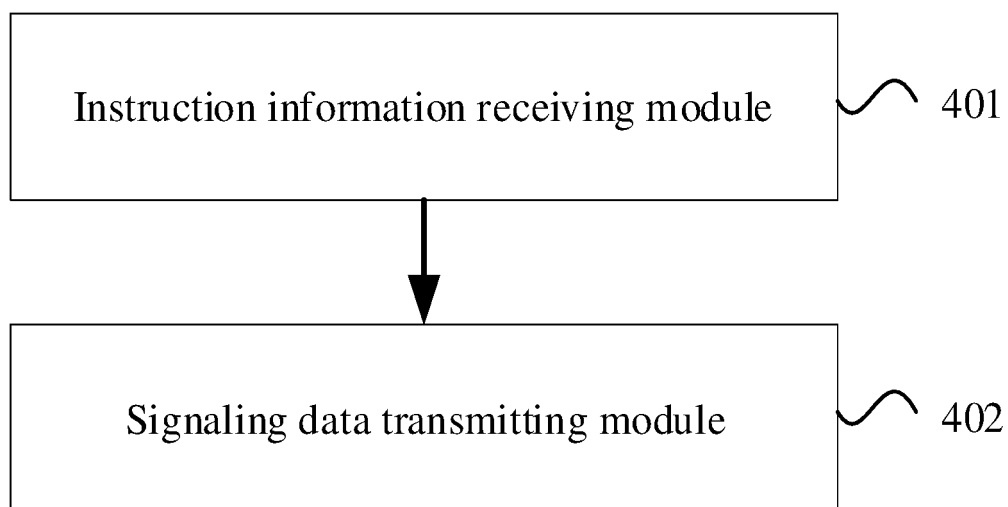 Instruction information receiving module
401
Signaling data transmitting module
402